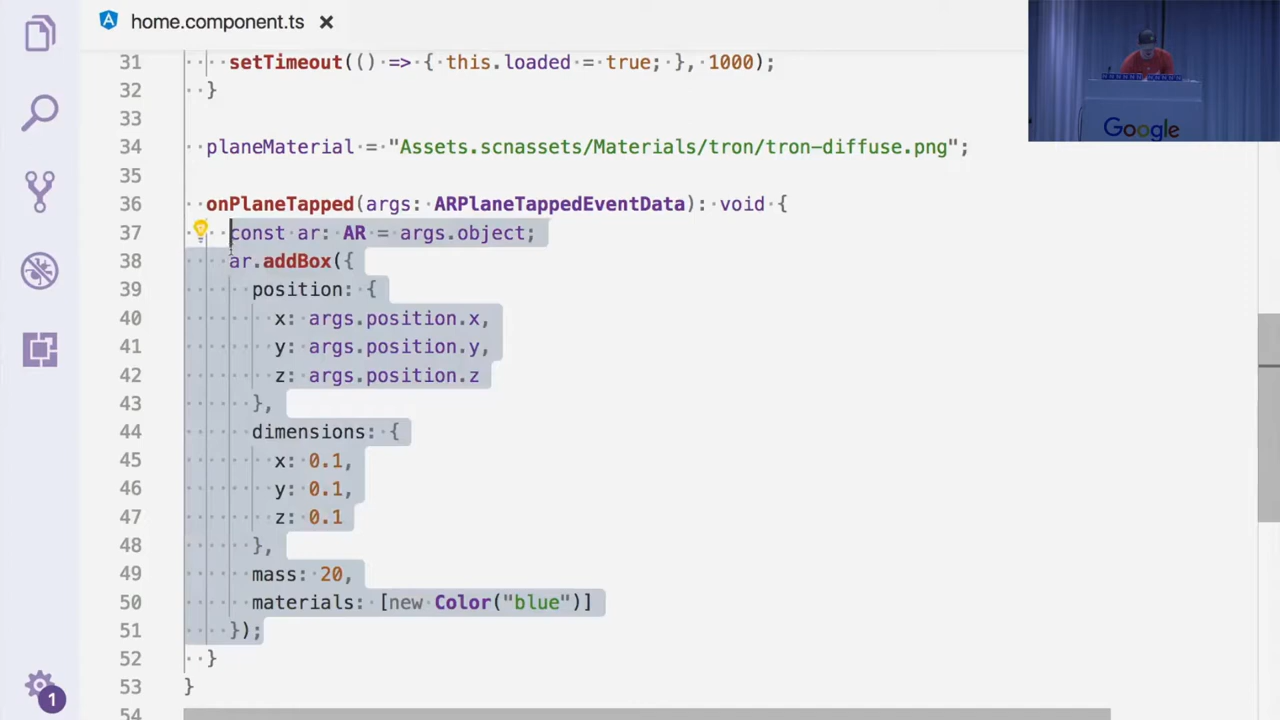 home.component.ts
31 setTimeout(() => { this.loaded = true; }, 1000);
32 }
33
34 planeMaterial = "Assets.scnassets/Materials/tron/tron-diffuse.png";
35
36 onPlaneTapped(args: ARPlaneTappedEventData): void {
37 const ar: AR = args.object;
38 ar.addBox({
39 position: {
40 x: args.position.x,
41 y: args.position.y,
42 z: args.position.z
43 },
44 dimensions: {
45 x: 0.1,
46 y: 0.1,
47 z: 0.1
48 },
49 mass: 20,
50 materials: [new Color("blue")]
51 });
52 }
53 }
54
1
Google